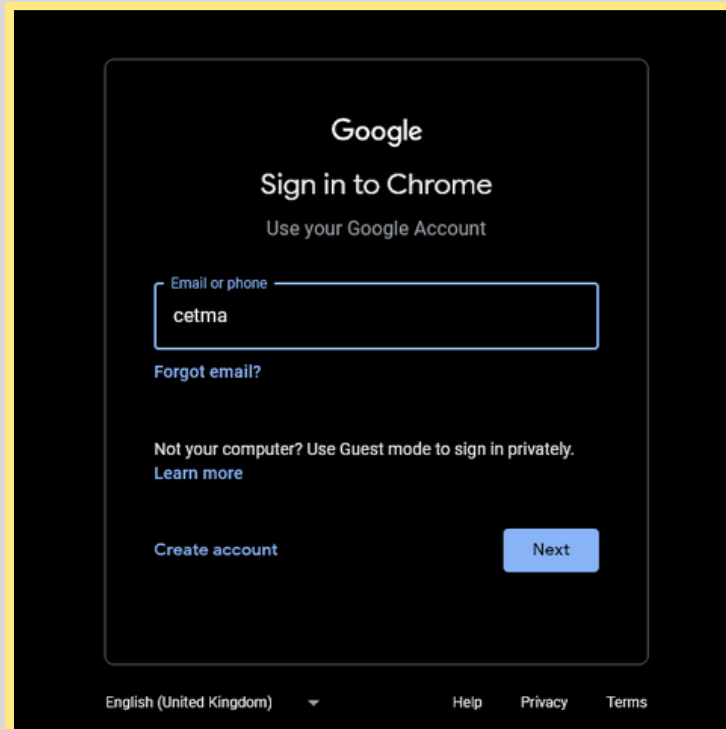 Google
Sign in to Chrome
Use your Google Account
Email or phone
cetma
Forgot email?
Not your computer? Use Guest mode to sign in privately.
Learn more
Create account
Next
English (United Kingdom)
Help
Privacy
Terms